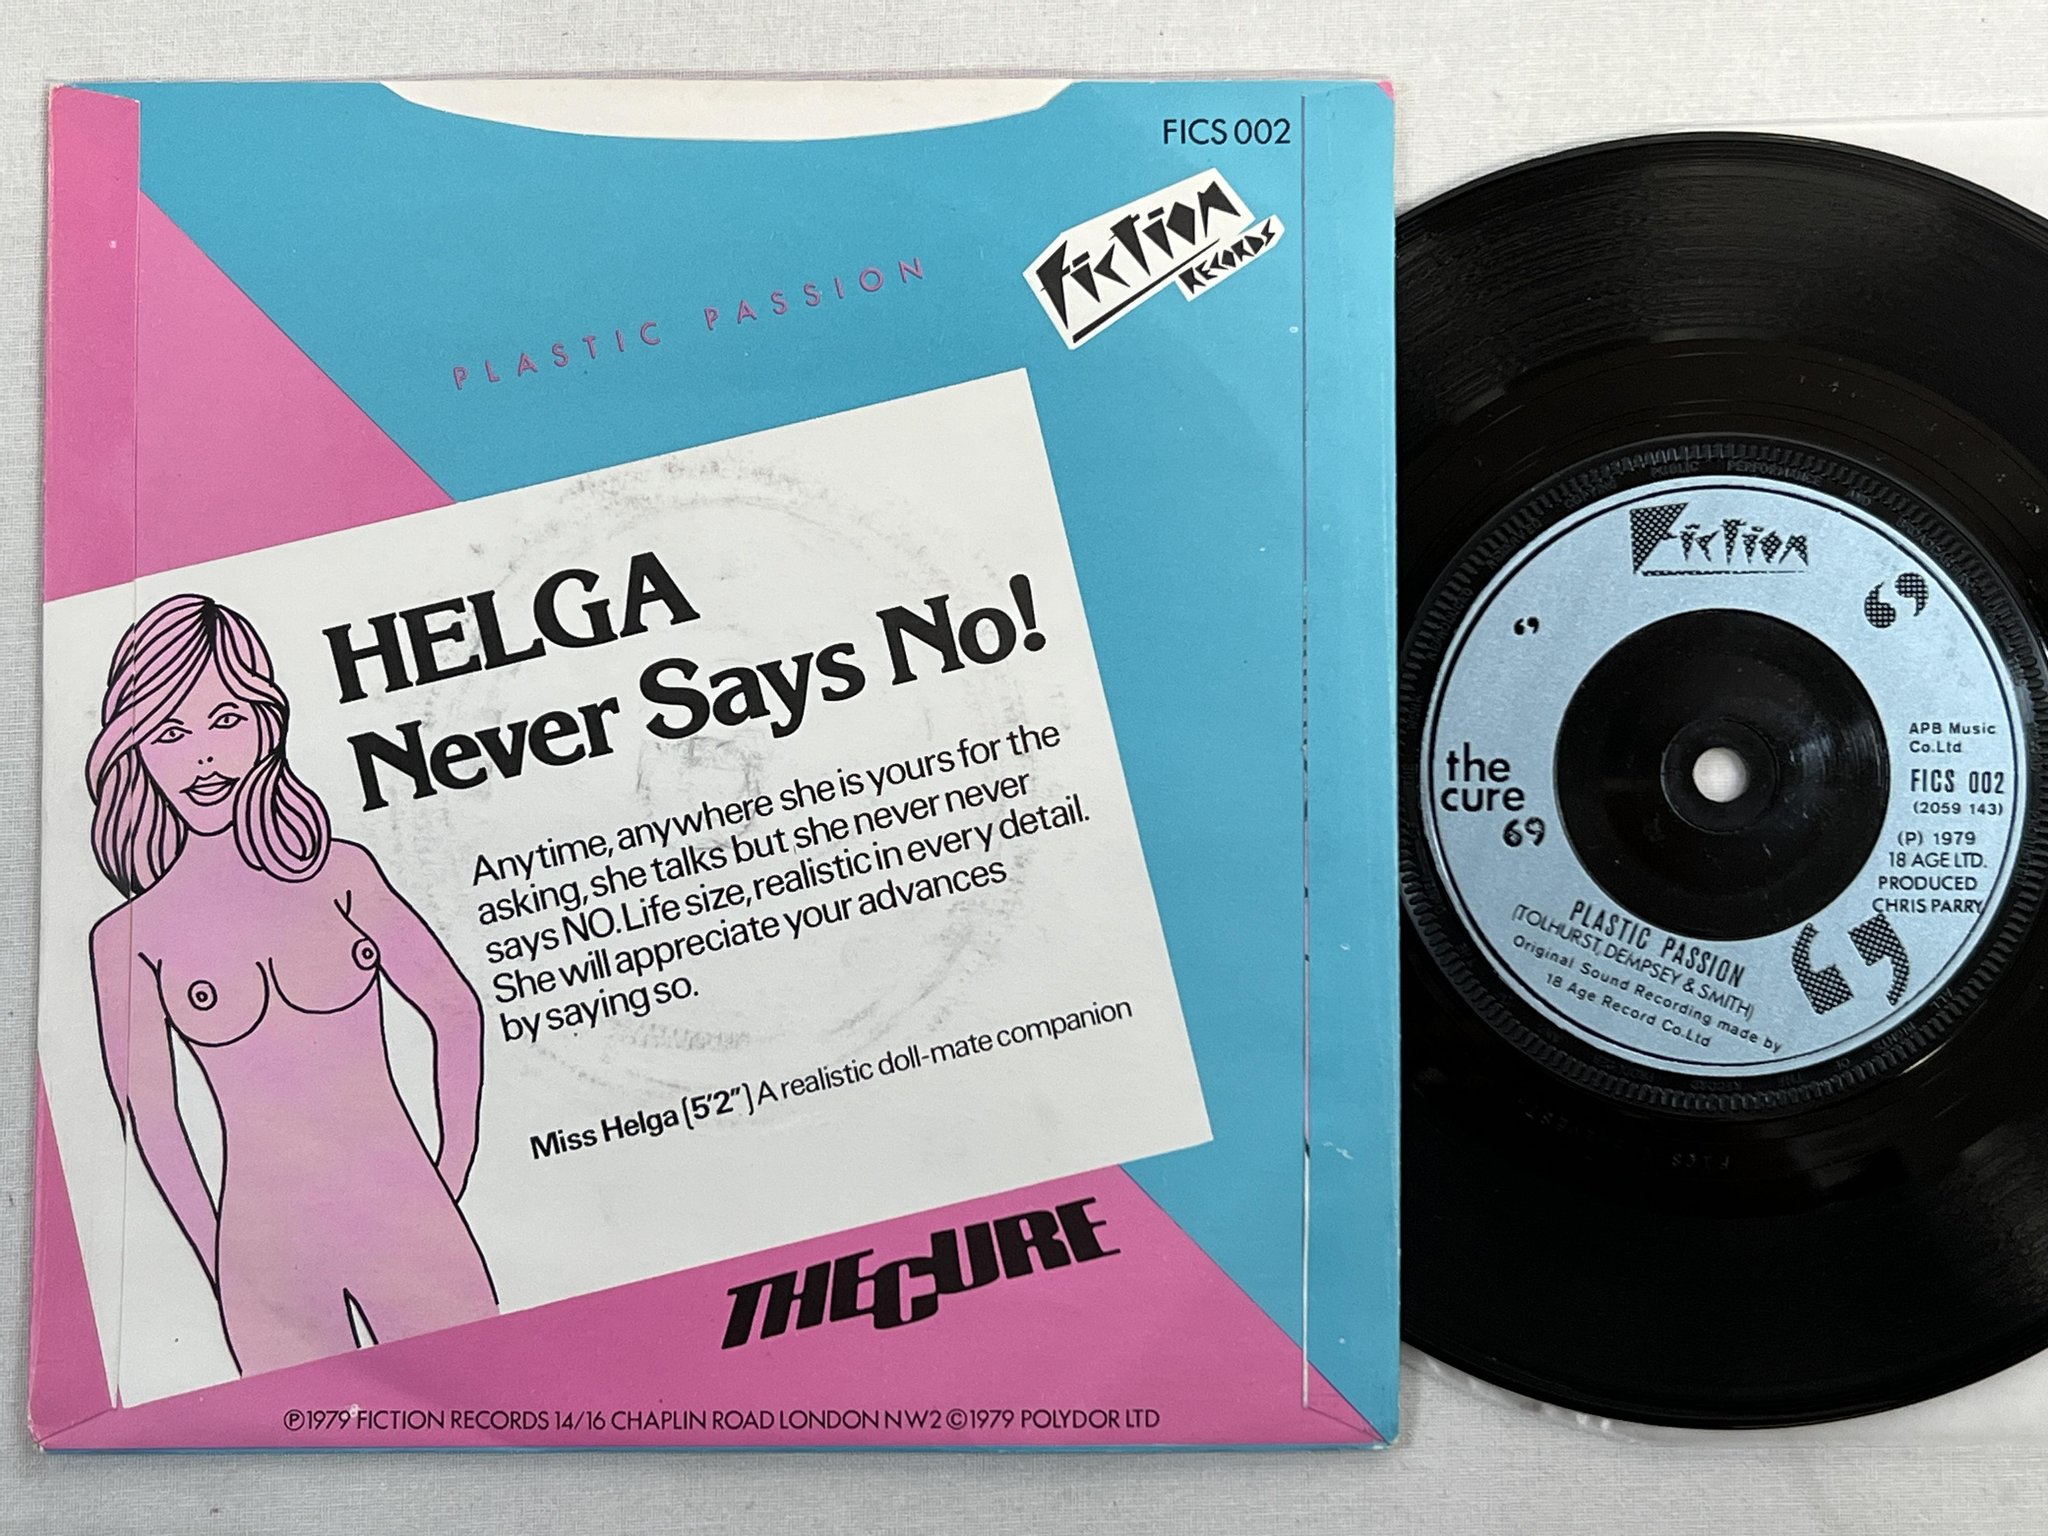 FICS 002
Fiction
RECORDS
PLASTIC PASSION
HELGA
Never Says No!
Anytime, anywhere she is yours for the
asking, she talks but she never never
says NO. Life size, realistic in every detail.
She will appreciate your advances
by saying so.
Miss Helga (5'2") A realistic doll-mate companion
THE CURE
℗1979 FICTION RECORDS 14/16 CHAPLIN ROAD LONDON NW2 ©1979 POLYDOR LTD
Fiction
the
cure
69
APB Music
Co.Ltd
FICS 002
(2059 143)
(P) 1979
18 AGE LTD.
PRODUCED
CHRIS PARRY
PLASTIC PASSION
(TOLHURST, DEMPSEY & SMITH)
Original Sound Recording made by
18 Age Record Co.Ltd
PUBLIC PERFORMANCE